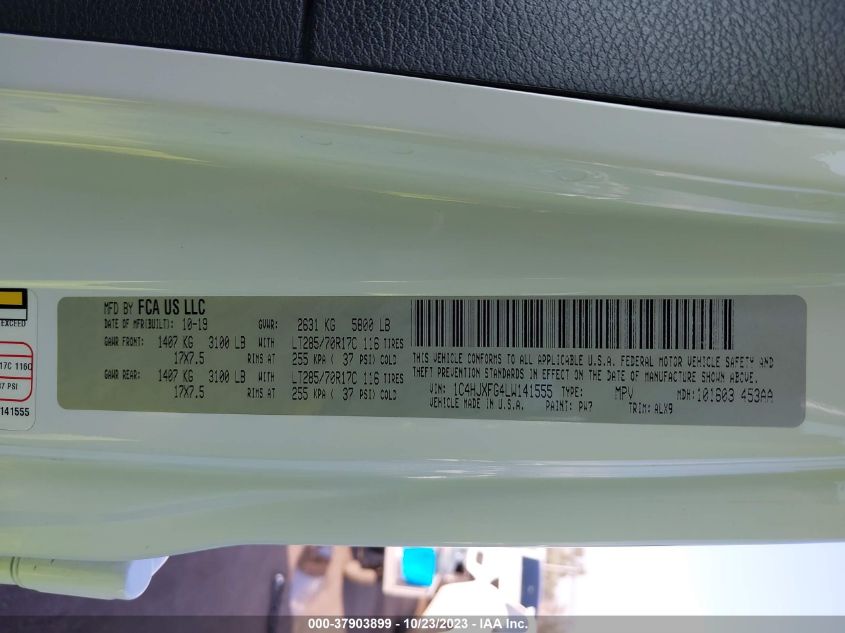 MFD BY FCA US LLC
DATE OF MFR(BUILT): 10-19 GVWR: 2631 KG 5800 LB
GAWR FRONT: 1407 KG 3100 LB WITH LT285/70R17C 116 TIRES
17X7.5 RIMS AT 255 KPA ( 37 PSI) COLD
GAWR REAR: 1407 KG 3100 LB WITH LT285/70R17C 116 TIRES
17X7.5 RIMS AT 255 KPA ( 37 PSI) COLD
THIS VEHICLE CONFORMS TO ALL APPLICABLE U.S.A. FEDERAL MOTOR VEHICLE SAFETY AND
THEFT PREVENTION STANDARDS IN EFFECT ON THE DATE OF MANUFACTURE SHOWN ABOVE.
VIN: 1C4HJXFG4LW141555 TYPE: MPV MDH: 101803 453AA
VEHICLE MADE IN U.S.A. PAINT: PW7 TRIM: ALX9
EXCEED
17C 116C
37 PSI
141555
000-37903899 - 10/23/2023 - IAA Inc.